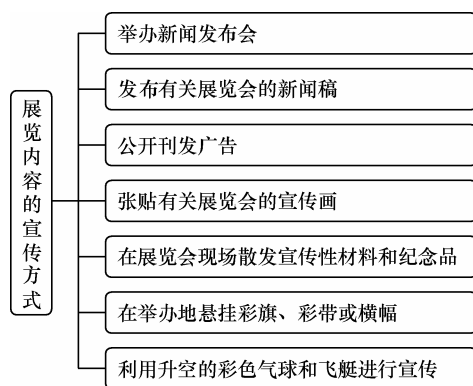 展览内容的宣传方式
举办新闻发布会
发布有关展览会的新闻稿
公开刊发广告
张贴有关展览会的宣传画
在展览会现场散发宣传性材料和纪念品
在举办地悬挂彩旗、彩带或横幅
利用升空的彩色气球和飞艇进行宣传